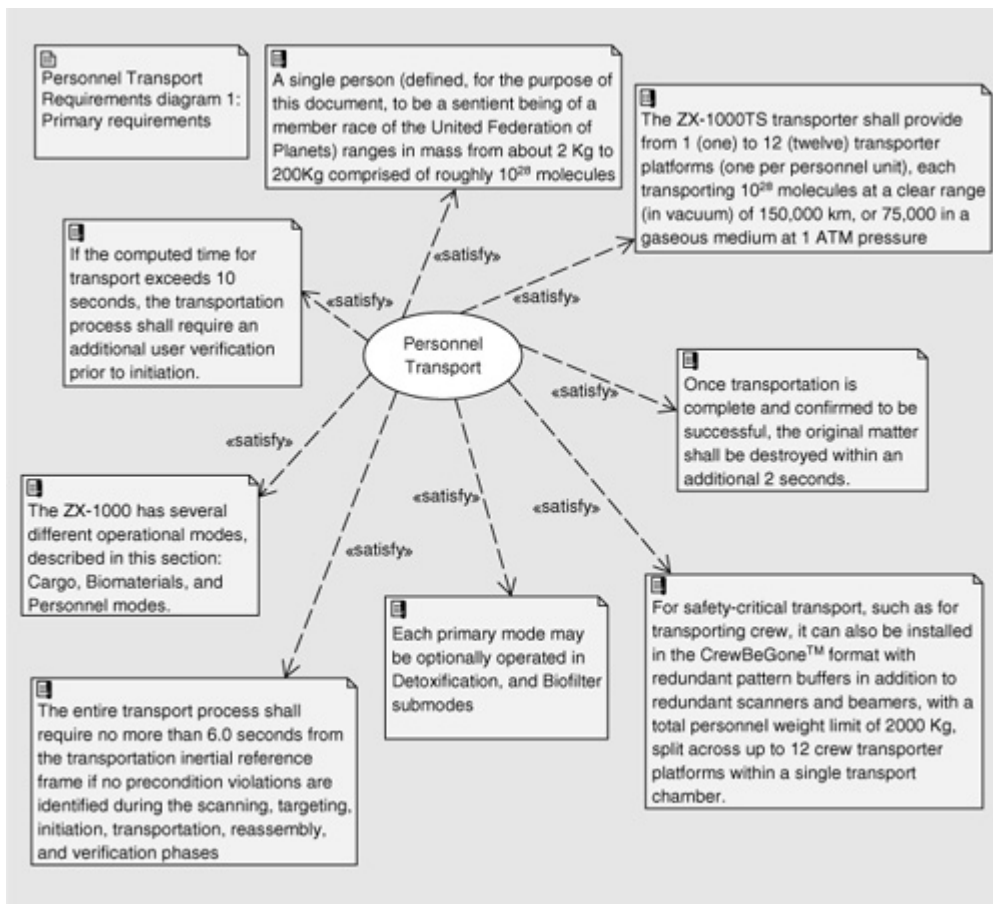 Personnel Transport
Requirements diagram 1:
Primary requirements
A single person (defined, for the purpose of
this document, to be a sentient being of a
member race of the United Federation of
Planets) ranges in mass from about 2 Kg to
200Kg comprised of roughly 10²⁸ molecules
The ZX-1000TS transporter shall provide
from 1 (one) to 12 (twelve) transporter
platforms (one per personnel unit), each
transporting 10²⁸ molecules at a clear range
(in vacuum) of 150,000 km, or 75,000 in a
gaseous medium at 1 ATM pressure
If the computed time for
transport exceeds 10
seconds, the transportation
process shall require an
additional user verification
prior to initiation.
«satisfy»
«satisfy»
«satisfy»
Personnel
Transport
Once transportation is
complete and confirmed to be
successful, the original matter
shall be destroyed within an
additional 2 seconds.
«satisfy»
«satisfy»
«satisfy»
«satisfy»
«satisfy»
The ZX-1000 has several
different operational modes,
described in this section:
Cargo, Biomaterials, and
Personnel modes.
Each primary mode may
be optionally operated in
Detoxification, and Biofilter
submodes
For safety-critical transport, such as for
transporting crew, it can also be installed
in the CrewBeGone™ format with
redundant pattern buffers in addition to
redundant scanners and beamers, with a
total personnel weight limit of 2000 Kg,
split across up to 12 crew transporter
platforms within a single transport
chamber.
The entire transport process shall
require no more than 6.0 seconds from
the transportation inertial reference
frame if no precondition violations are
identified during the scanning, targeting,
initiation, transportation, reassembly,
and verification phases